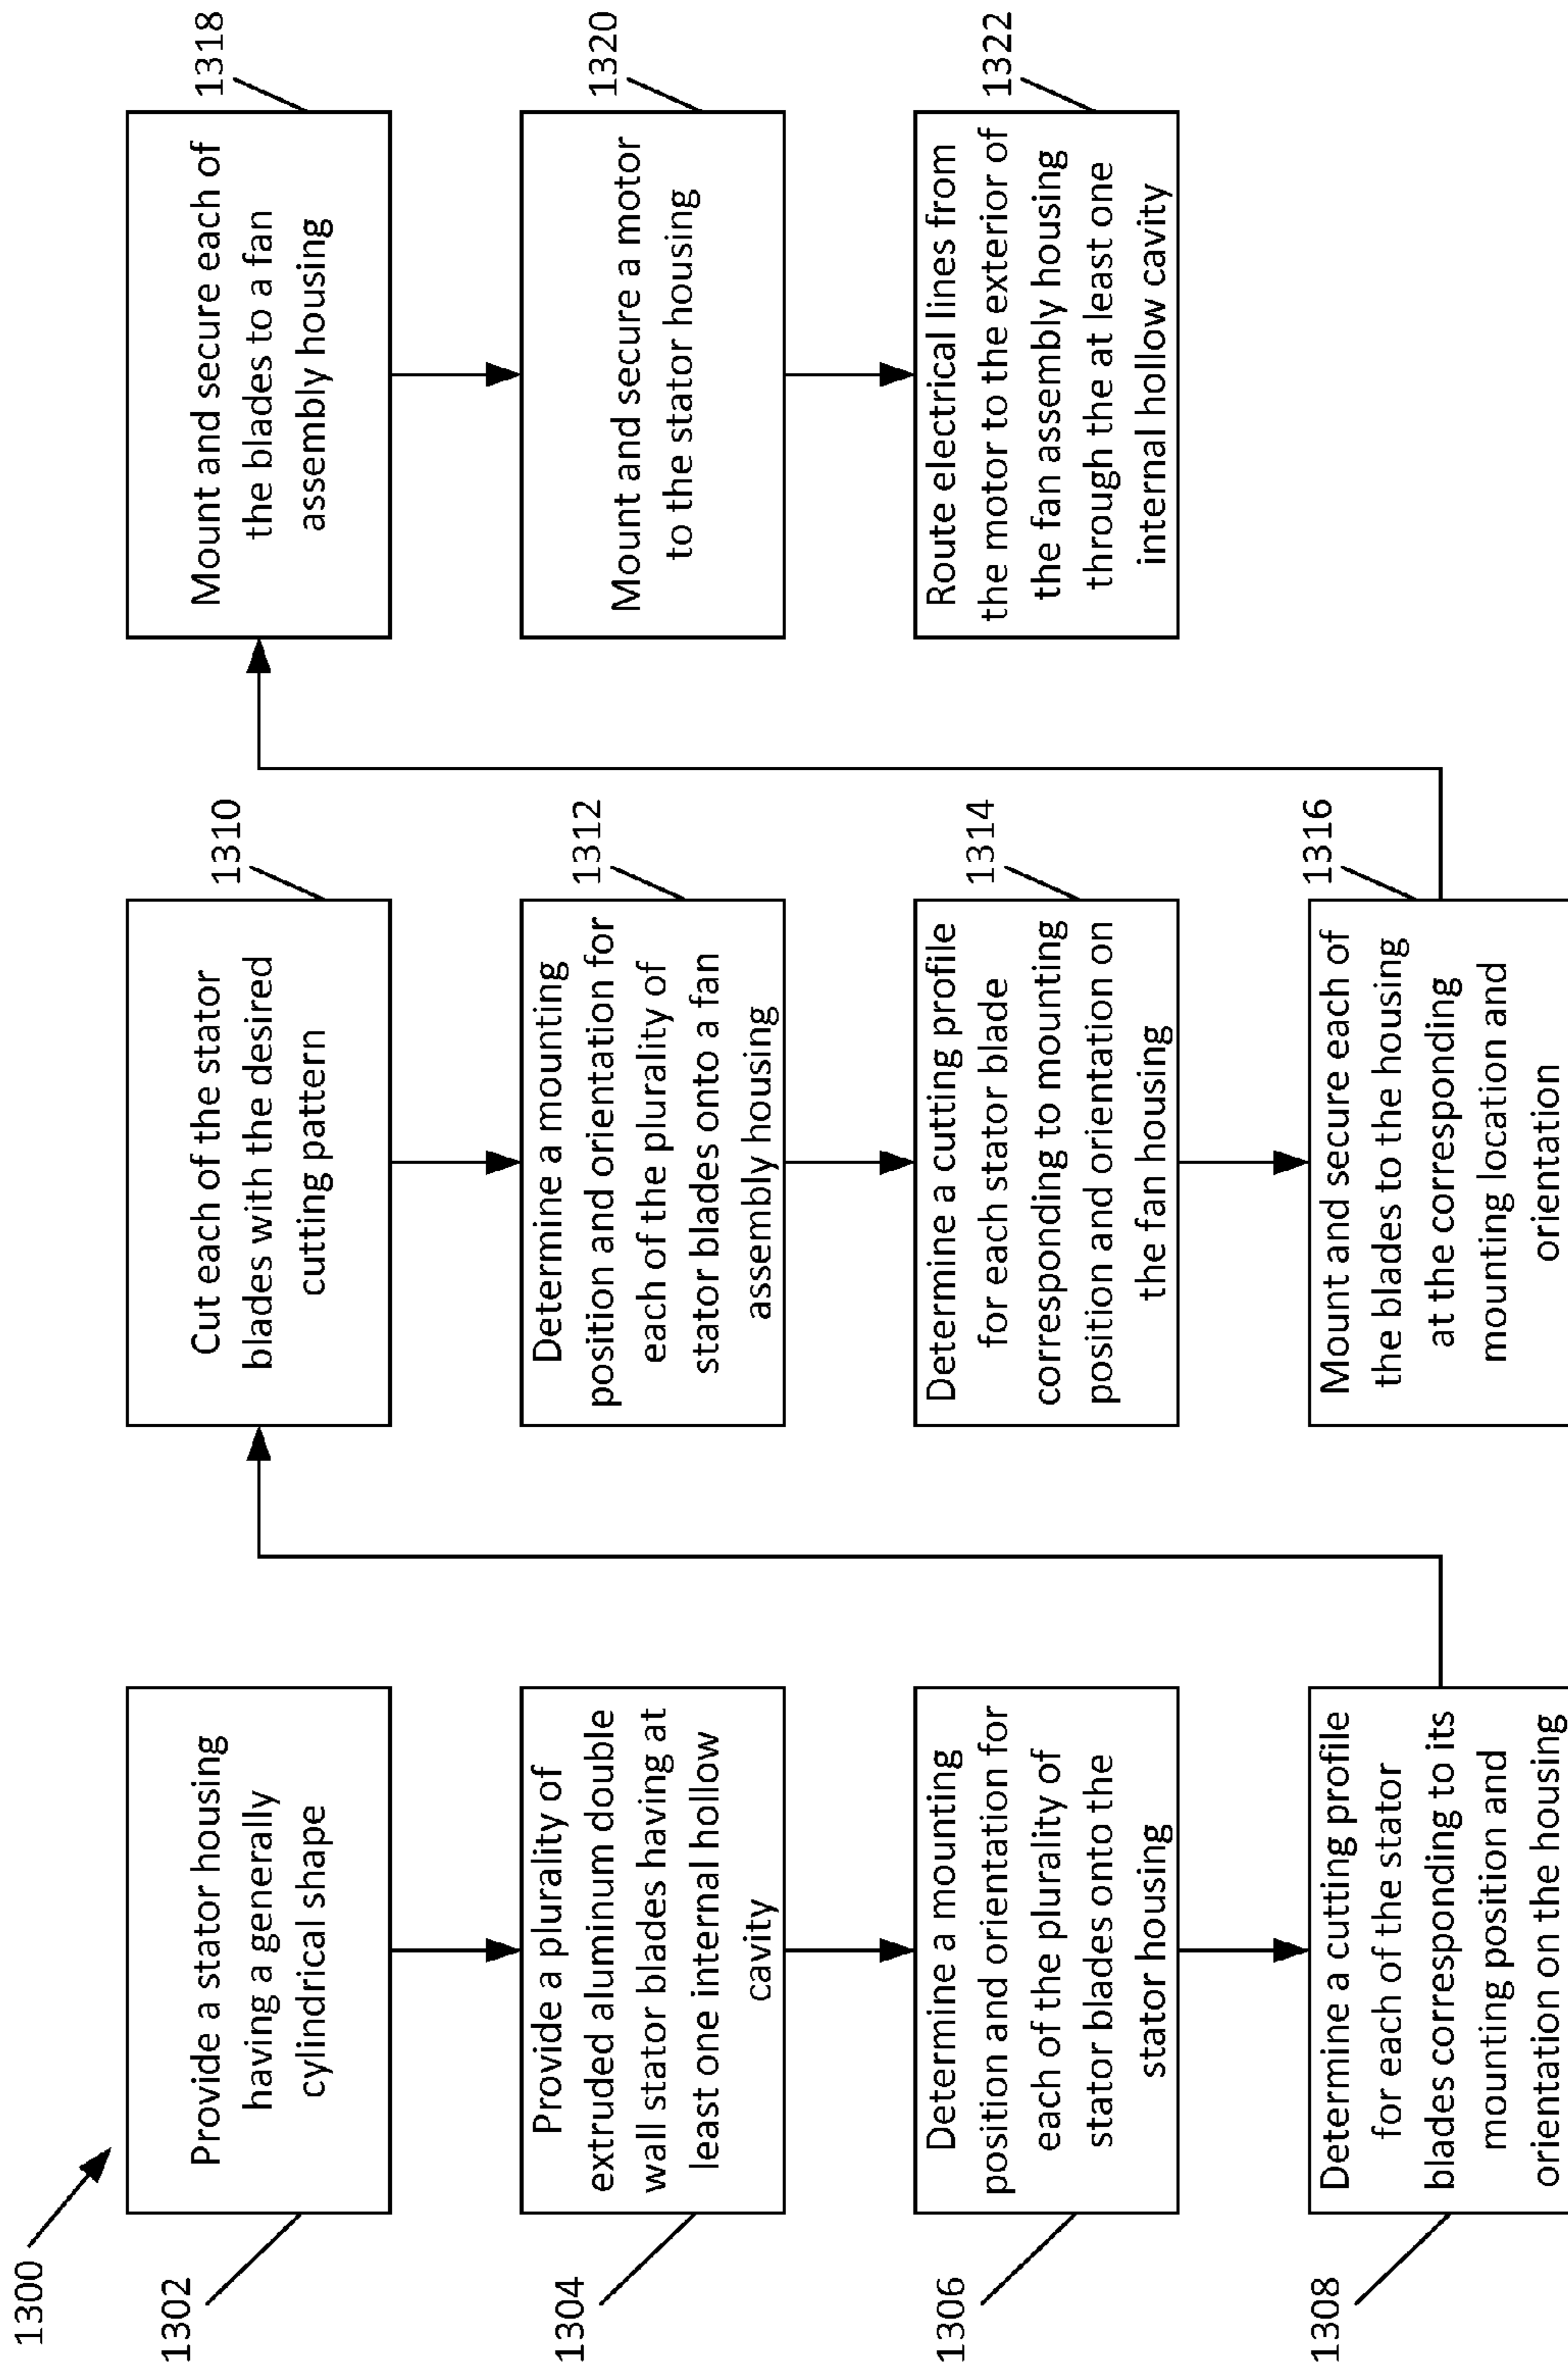 1300
1302
Provide a stator housing
having a generally
cylindrical shape
1304
Provide a plurality of
extruded aluminum double
wall stator blades having at
least one internal hollow
cavity
1306
Determine a mounting
position and orientation for
each of the plurality of
stator blades onto the
stator housing
1308
Determine a cutting profile
for each of the stator
blades corresponding to its
mounting position and
orientation on the housing
1310
Cut each of the stator
blades with the desired
cutting pattern
1312
Determine a mounting
position and orientation for
each of the plurality of
stator blades onto a fan
assembly housing
1314
Determine a cutting profile
for each stator blade
corresponding to mounting
position and orientation on
the fan housing
1316
Mount and secure each of
the blades to the housing
at the corresponding
mounting location and
orientation
1318
Mount and secure each of
the blades to a fan
assembly housing
1320
Mount and secure a motor
to the stator housing
1322
Route electrical lines from
the motor to the exterior of
the fan assembly housing
through the at least one
internal hollow cavity